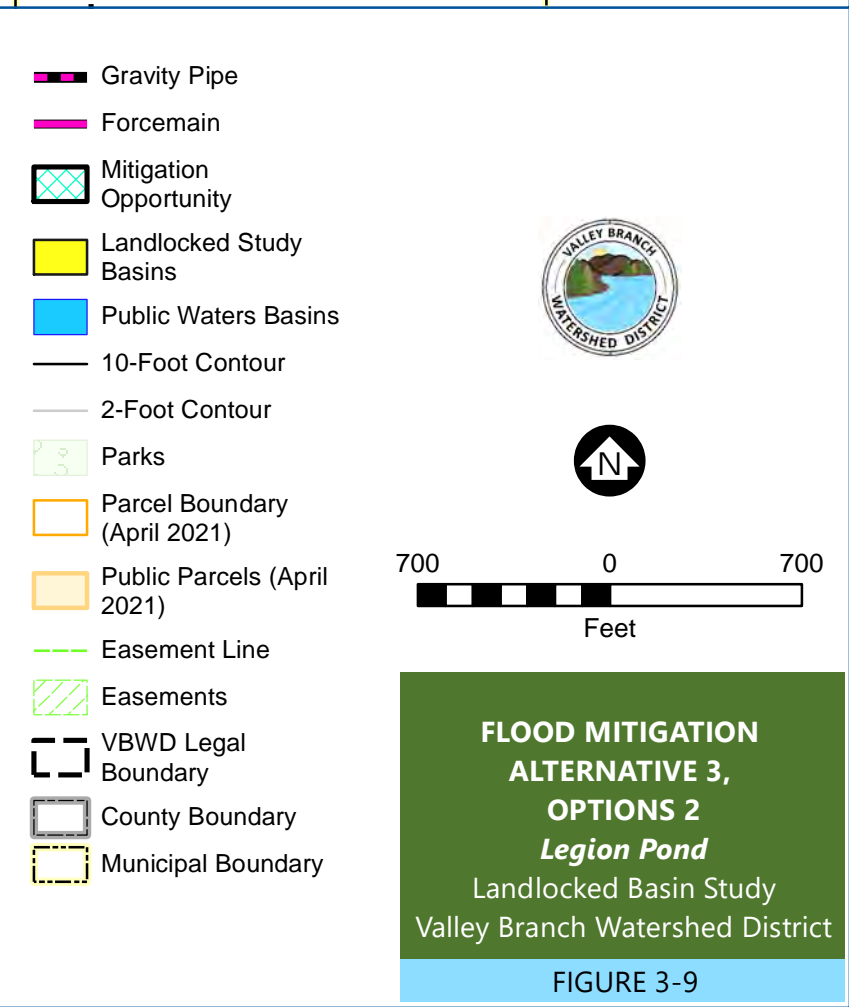 Gravity Pipe
Forcemain
Mitigation
Opportunity
Landlocked Study
Basins
Public Waters Basins
10-Foot Contour
2-Foot Contour
Parks
Parcel Boundary
(April 2021)
Public Parcels (April
2021)
Easement Line
Easements
VBWD Legal
Boundary
County Boundary
Municipal Boundary
VALLEY BRANCH
WATERSHED DISTRICT
N
700 0 700
Feet
FLOOD MITIGATION
ALTERNATIVE 3,
OPTIONS 2
Legion Pond
Landlocked Basin Study
Valley Branch Watershed District
FIGURE 3-9